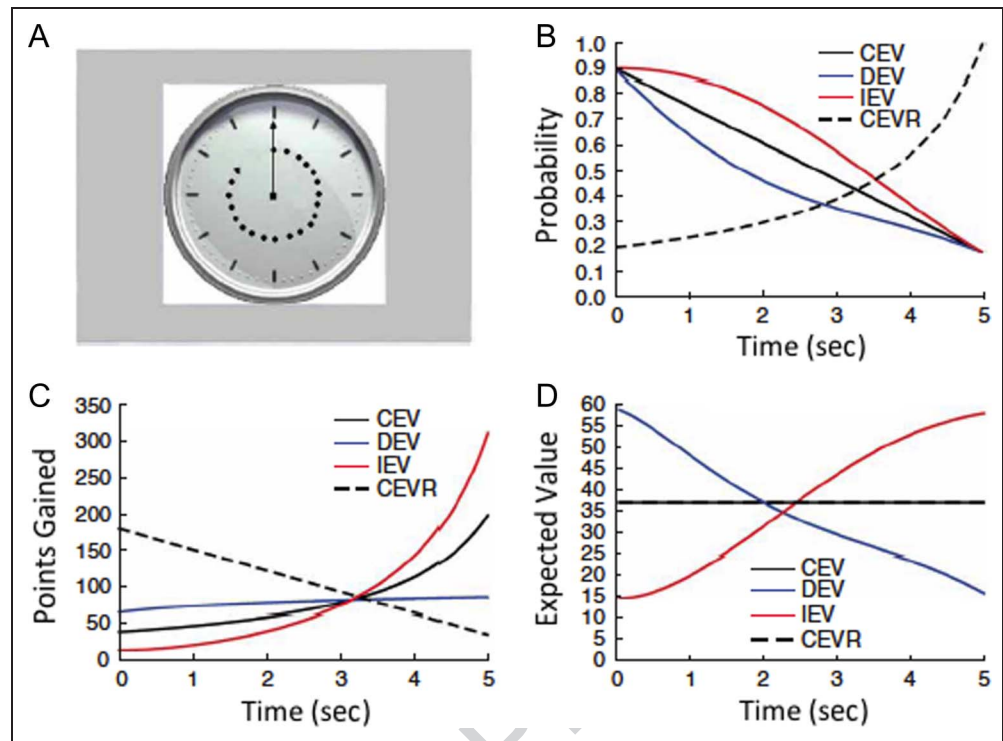 A
B
Probability
1.0
0.9
0.8
0.7
0.6
0.5
0.4
0.3
0.2
0.1
0.0
CEV
DEV
IEV
CEVR
0 1 2 3 4 5
Time (sec)
C
Points Gained
350
300
250
200
150
100
50
0
CEV
DEV
IEV
CEVR
0 1 2 3 4 5
Time (sec)
D
Expected Value
60
55
50
45
40
35
30
25
20
15
10
5
0
CEV
DEV
IEV
CEVR
0 1 2 3 4 5
Time (sec)